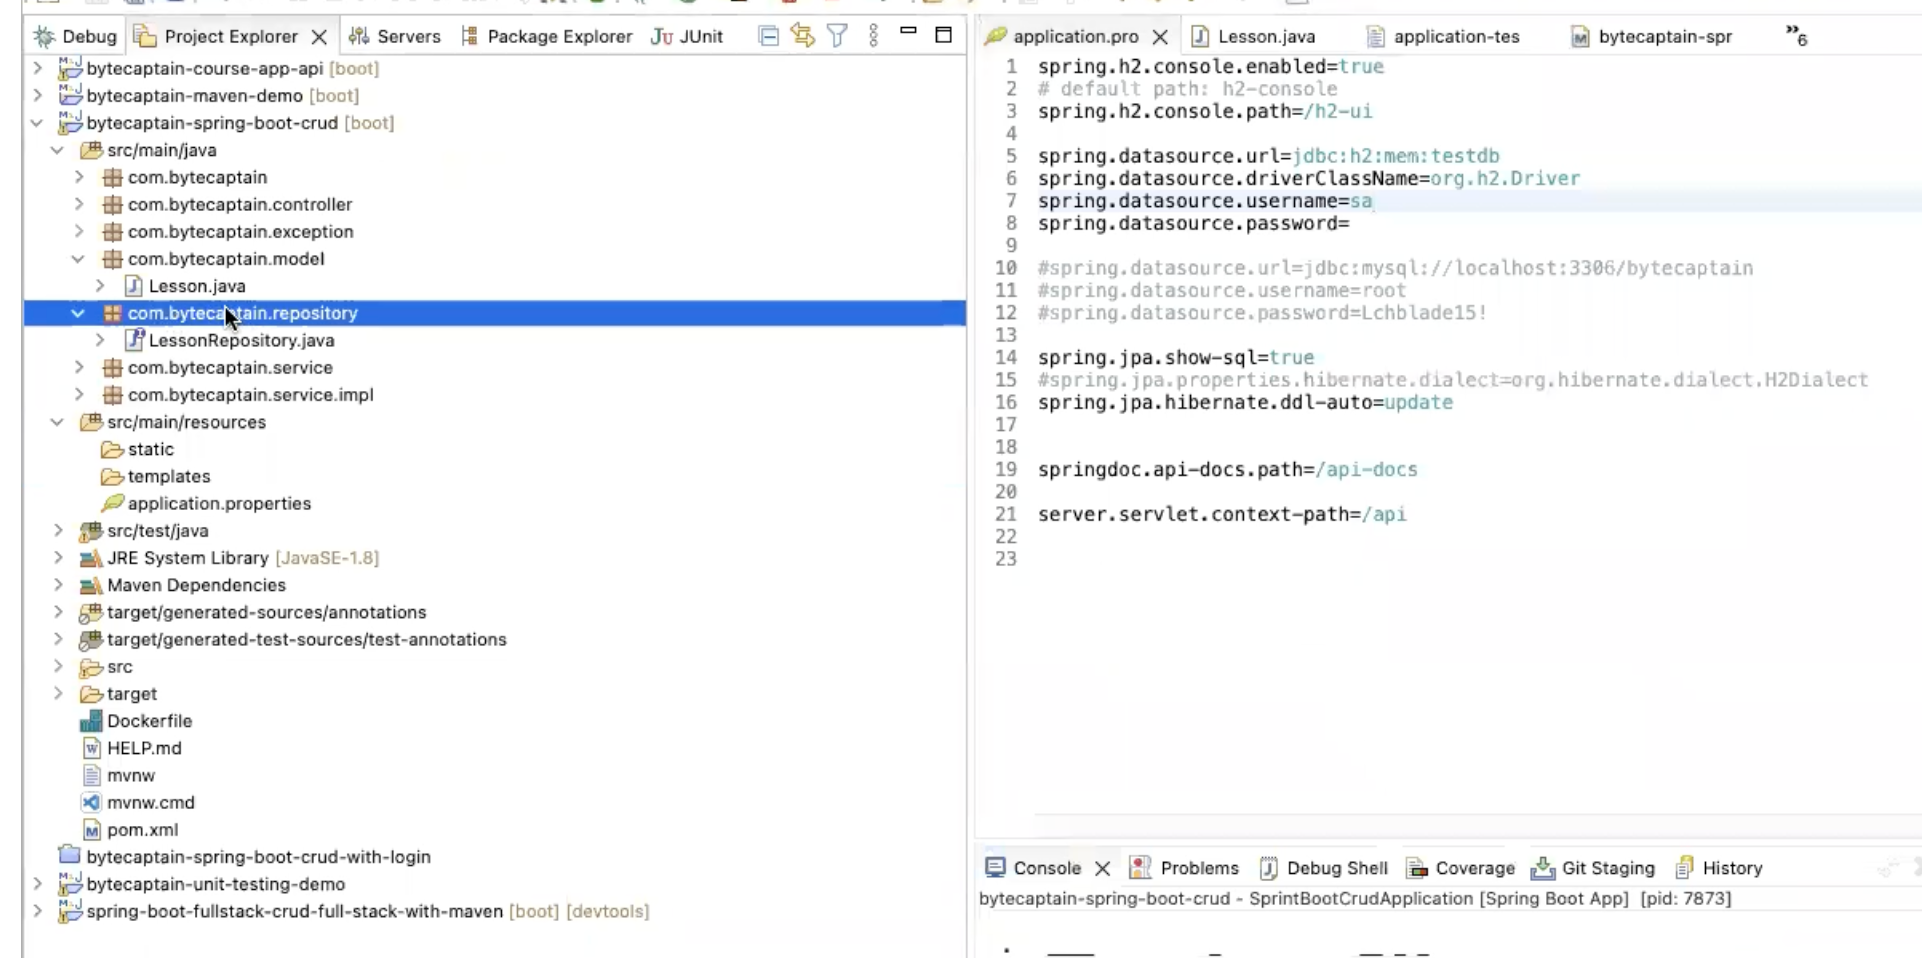 Debug Project Explorer Servers Package Explorer Ju JUnit
bytecaptain-course-app-api [boot]
bytecaptain-maven-demo [boot]
bytecaptain-spring-boot-crud [boot]
src/main/java
com.bytecaptain
com.bytecaptain.controller
com.bytecaptain.exception
com.bytecaptain.model
Lesson.java
com.bytecaptain.repository
LessonRepository.java
com.bytecaptain.service
com.bytecaptain.service.impl
src/main/resources
static
templates
application.properties
src/test/java
JRE System Library [JavaSE-1.8]
Maven Dependencies
target/generated-sources/annotations
target/generated-test-sources/test-annotations
src
target
Dockerfile
HELP.md
mvnw
mvnw.cmd
pom.xml
bytecaptain-spring-boot-crud-with-login
bytecaptain-unit-testing-demo
spring-boot-fullstack-crud-full-stack-with-maven [boot] [devtools]
application.pro Lesson.java application-tes bytecaptain-spr »6
1 spring.h2.console.enabled=true
2 # default path: h2-console
3 spring.h2.console.path=/h2-ui
4
5 spring.datasource.url=jdbc:h2:mem:testdb
6 spring.datasource.driverClassName=org.h2.Driver
7 spring.datasource.username=sa
8 spring.datasource.password=
9
10 #spring.datasource.url=jdbc:mysql://localhost:3306/bytecaptain
11 #spring.datasource.username=root
12 #spring.datasource.password=Lchblade15!
13
14 spring.jpa.show-sql=true
15 #spring.jpa.properties.hibernate.dialect=org.hibernate.dialect.H2Dialect
16 spring.jpa.hibernate.ddl-auto=update
17
18
19 springdoc.api-docs.path=/api-docs
20
21 server.servlet.context-path=/api
22
23
Console Problems Debug Shell Coverage Git Staging History
bytecaptain-spring-boot-crud - SprintBootCrudApplication [Spring Boot App] [pid: 7873]